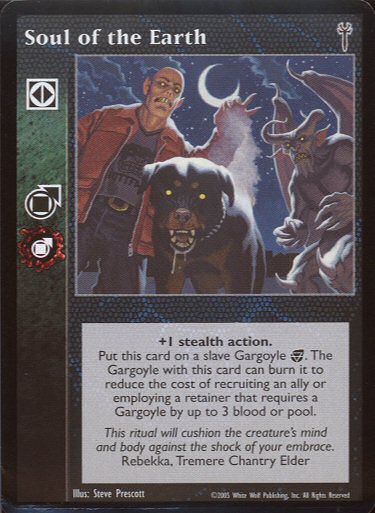 Soul of the Earth
+1 stealth action.
Put this card on a slave Gargoyle. The
Gargoyle with this card can burn it to
reduce the cost of recruiting an ally or
employing a retainer that requires a
Gargoyle by up to 3 blood or pool.
This ritual will cushion the creature's mind
and body against the shock of your embrace.
Rebekka, Tremere Chantry Elder
Illus: Steve Prescott
©2005 White Wolf Publishing, Inc. All Rights Reserved